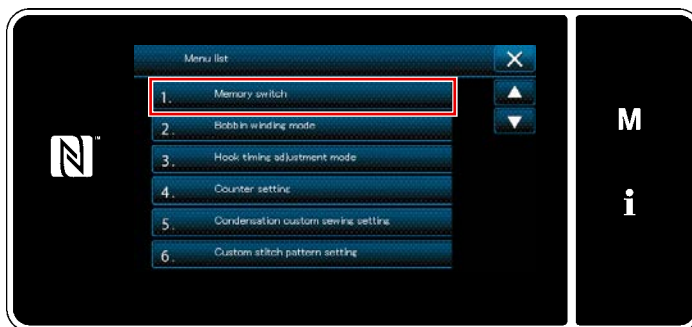 Menu list
1. Memory switch
2. Bobbin winding mode
3. Hook timing adjustment mode
4. Counter setting
5. Condensation custom sewing setting
6. Custom stitch pattern setting
M
i